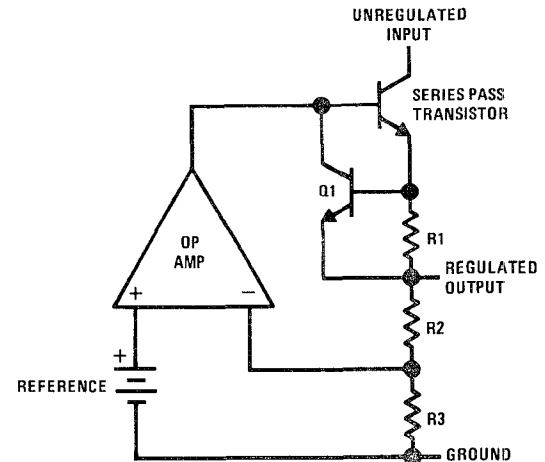 UNREGULATED
INPUT
SERIES PASS
TRANSISTOR
Q1
R1
OP
AMP
REGULATED
OUTPUT
+
−
R2
+
REFERENCE
R3
GROUND